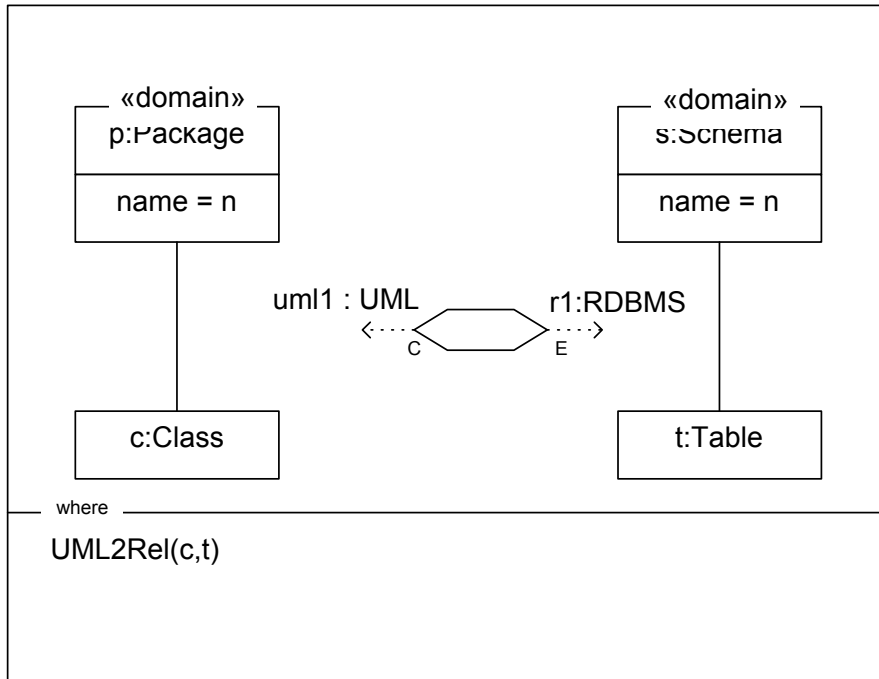 «domain»
p:Package
name = n
«domain»
s:Schema
name = n
uml1 : UML
r1:RDBMS
C
E
c:Class
t:Table
where
UML2Rel(c,t)